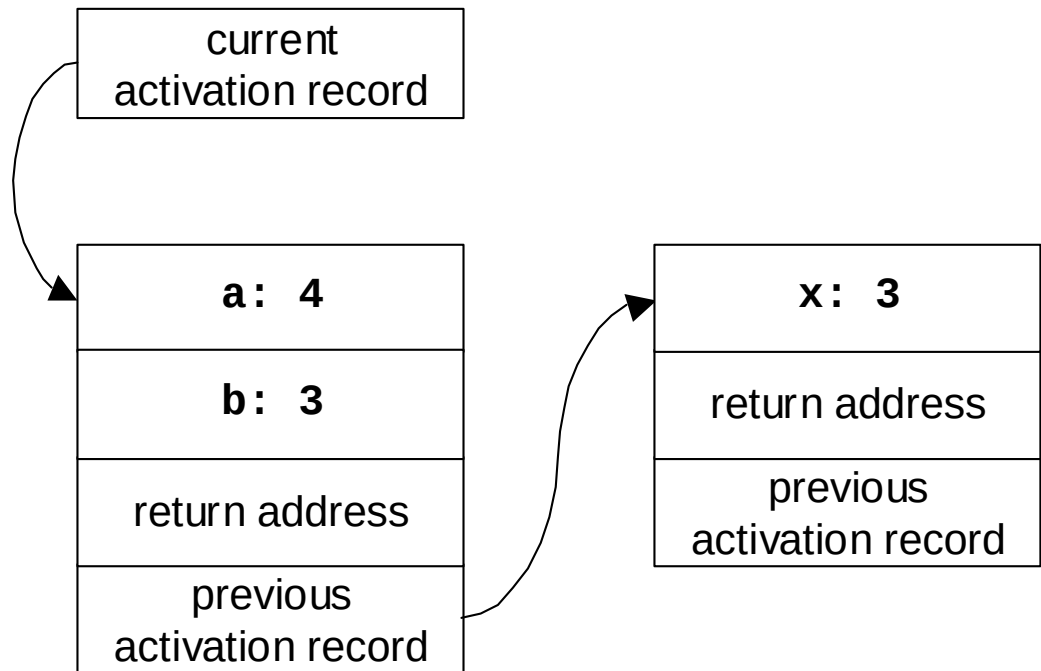 current
activation record
a: 4
b: 3
return address
previous
activation record
x: 3
return address
previous
activation record